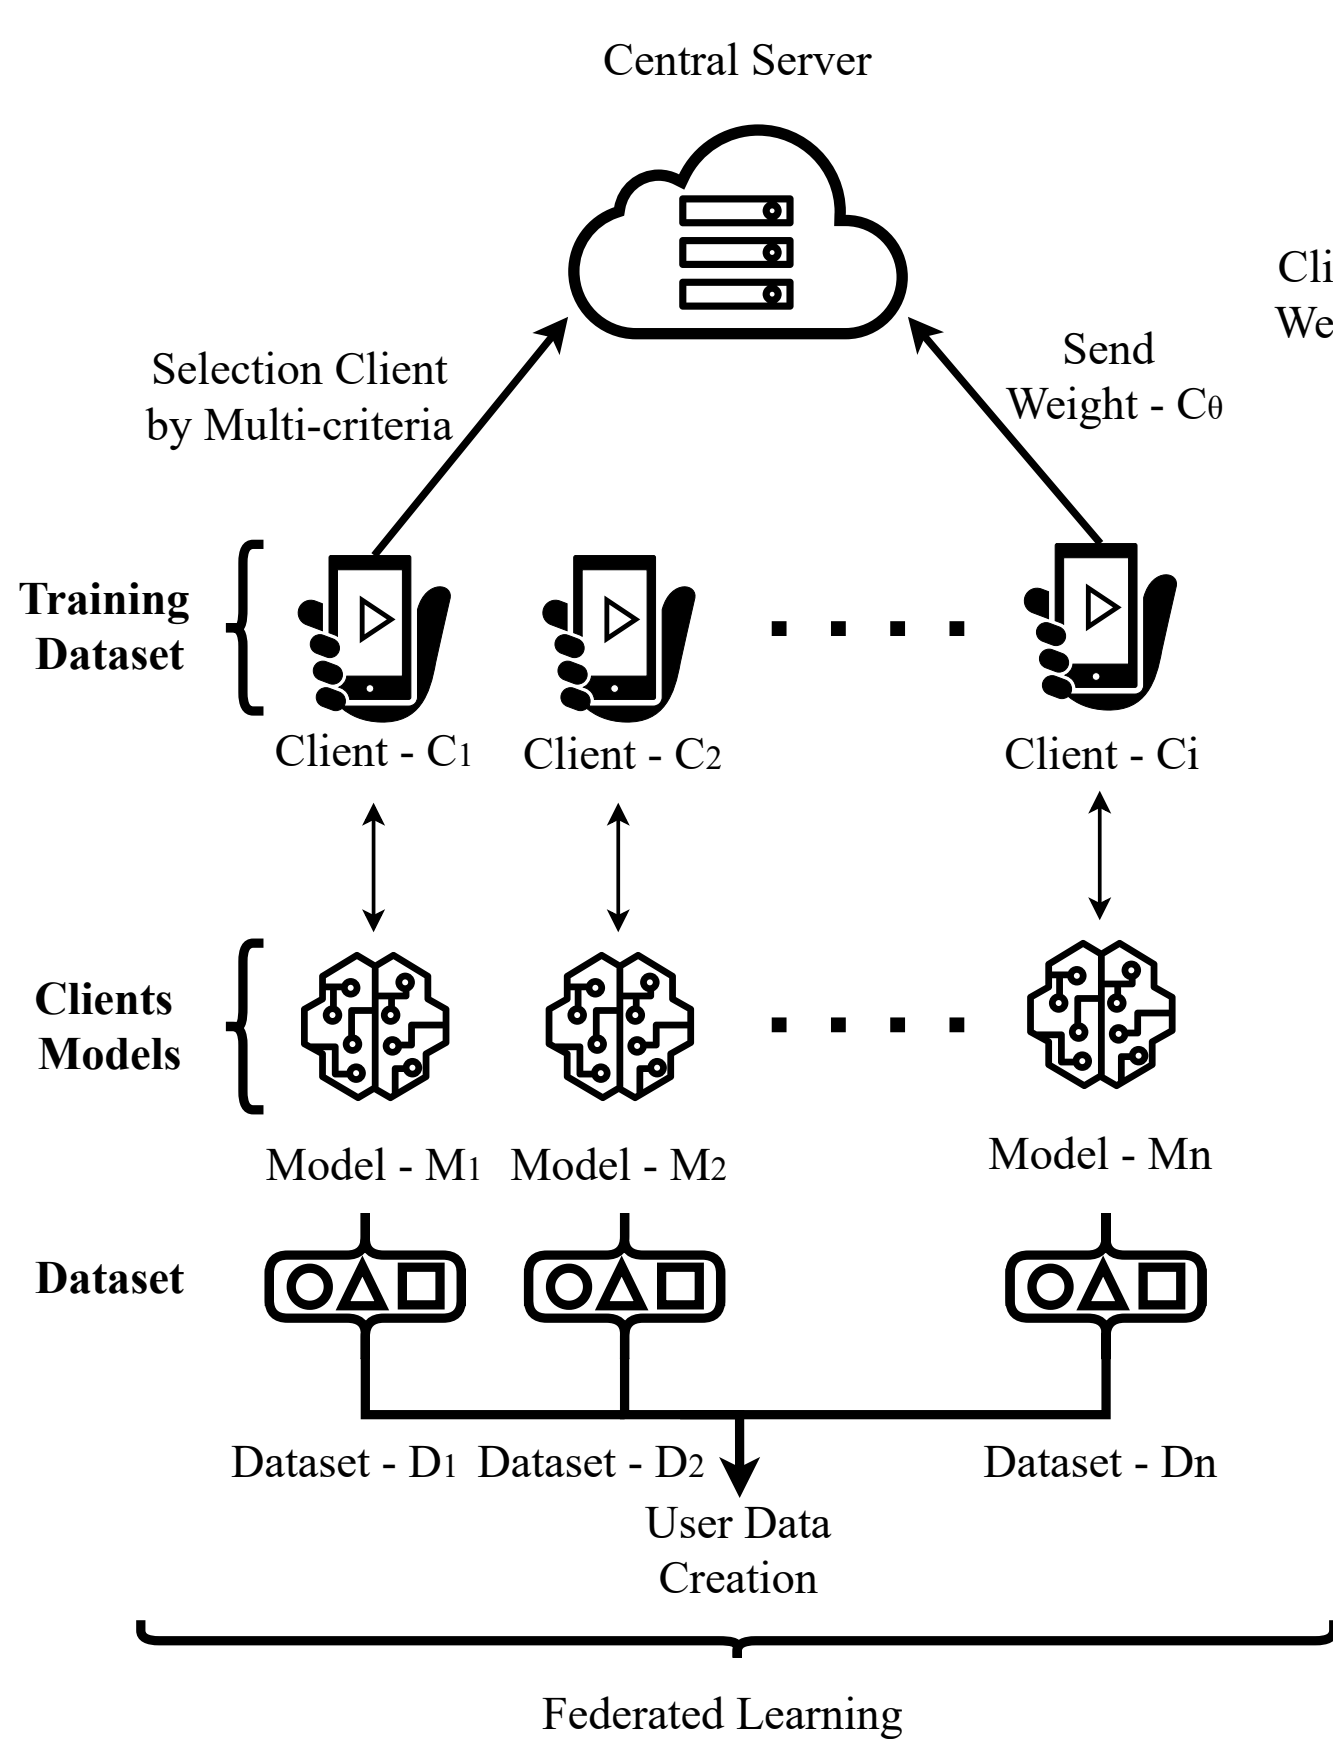 Central Server
Selection Client
by Multi-criteria
Send
Weight - Cθ
Training
Dataset
Client - C1
Client - C2
Client - Ci
Clients
Models
Model - M1
Model - M2
Model - Mn
Dataset
Dataset - D1
Dataset - D2
Dataset - Dn
User Data
Creation
Federated Learning